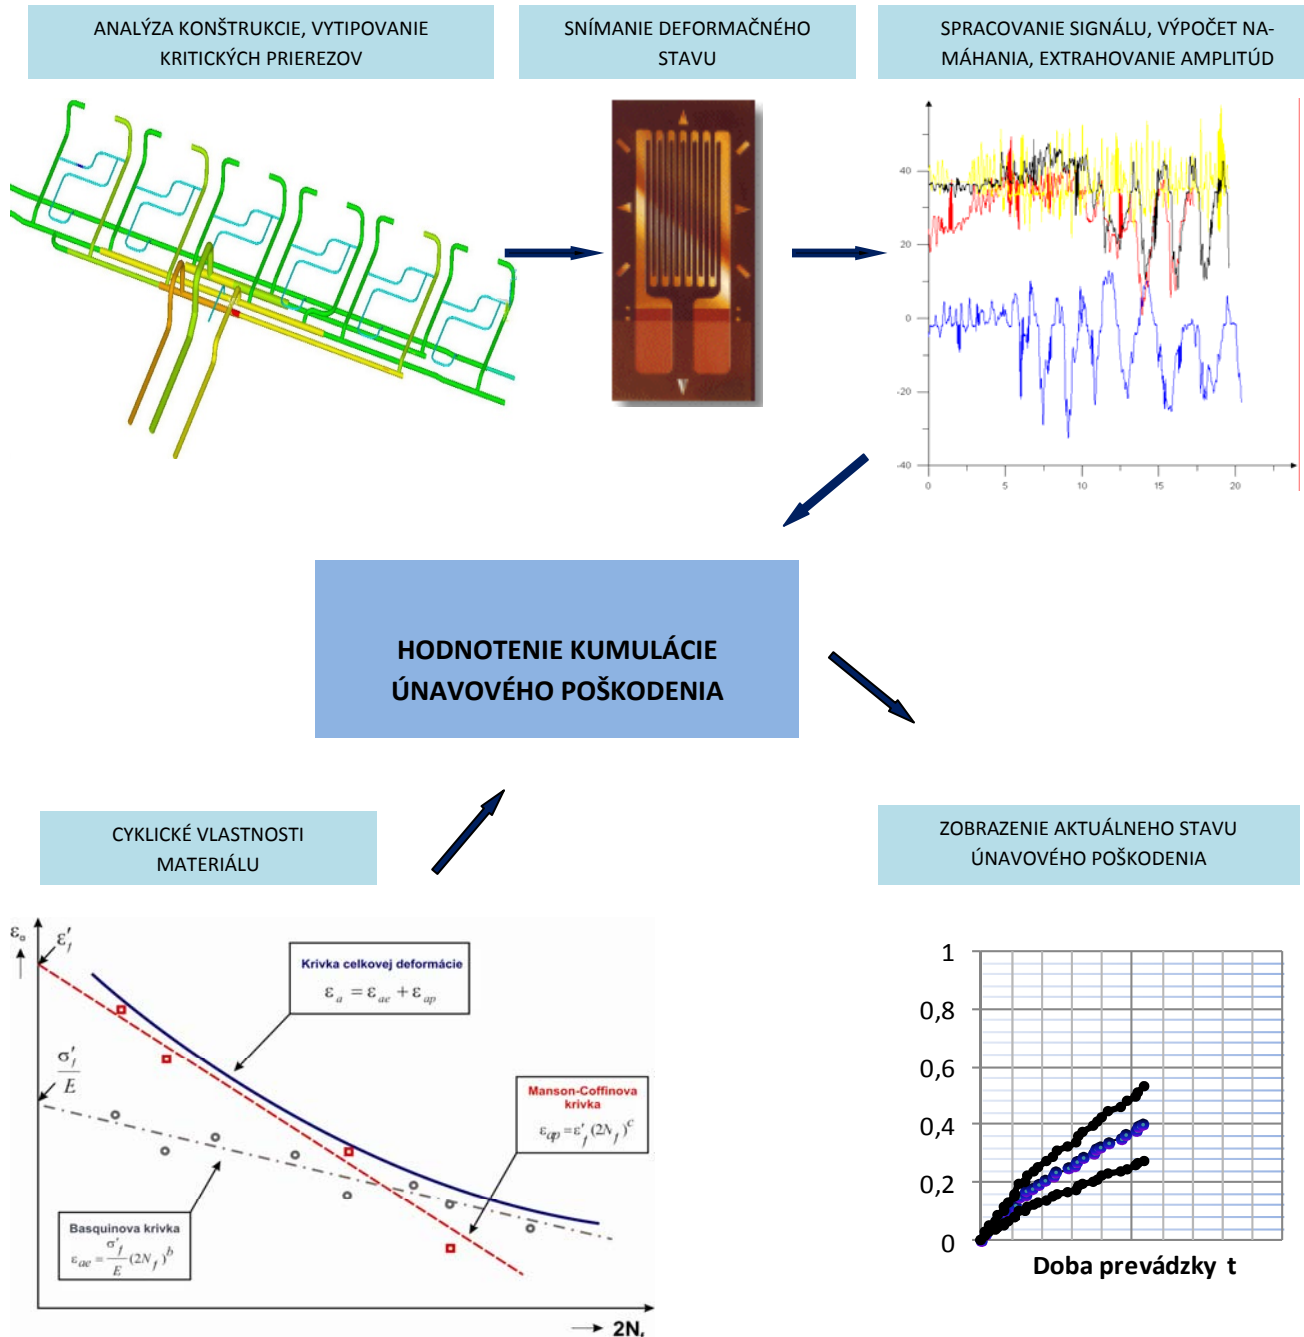 ANALÝZA KONŠTRUKCIE, VYTIPOVANIE
KRITICKÝCH PRIEREZOV
SNÍMANIE DEFORMAČNÉHO
STAVU
SPRACOVANIE SIGNÁLU, VÝPOČET NA-
MÁHANIA, EXTRAHOVANIE AMPLITÚD
40
20
0
-20
-40
0 5 10 15 20
HODNOTENIE KUMULÁCIE
ÚNAVOVÉHO POŠKODENIA
CYKLICKÉ VLASTNOSTI
MATERIÁLU
ZOBRAZENIE AKTUÁLNEHO STAVU
ÚNAVOVÉHO POŠKODENIA
εa
ε′f
σ′f
E
Krivka celkovej deformácie
εa = εae + εap
Manson-Coffinova
krivka
εap = ε′f (2Nf)^c
Basquinova krivka
εae = σ′f/E (2Nf)^b
2Nf
1
0,8
0,6
0,4
0,2
0
Doba prevádzky t